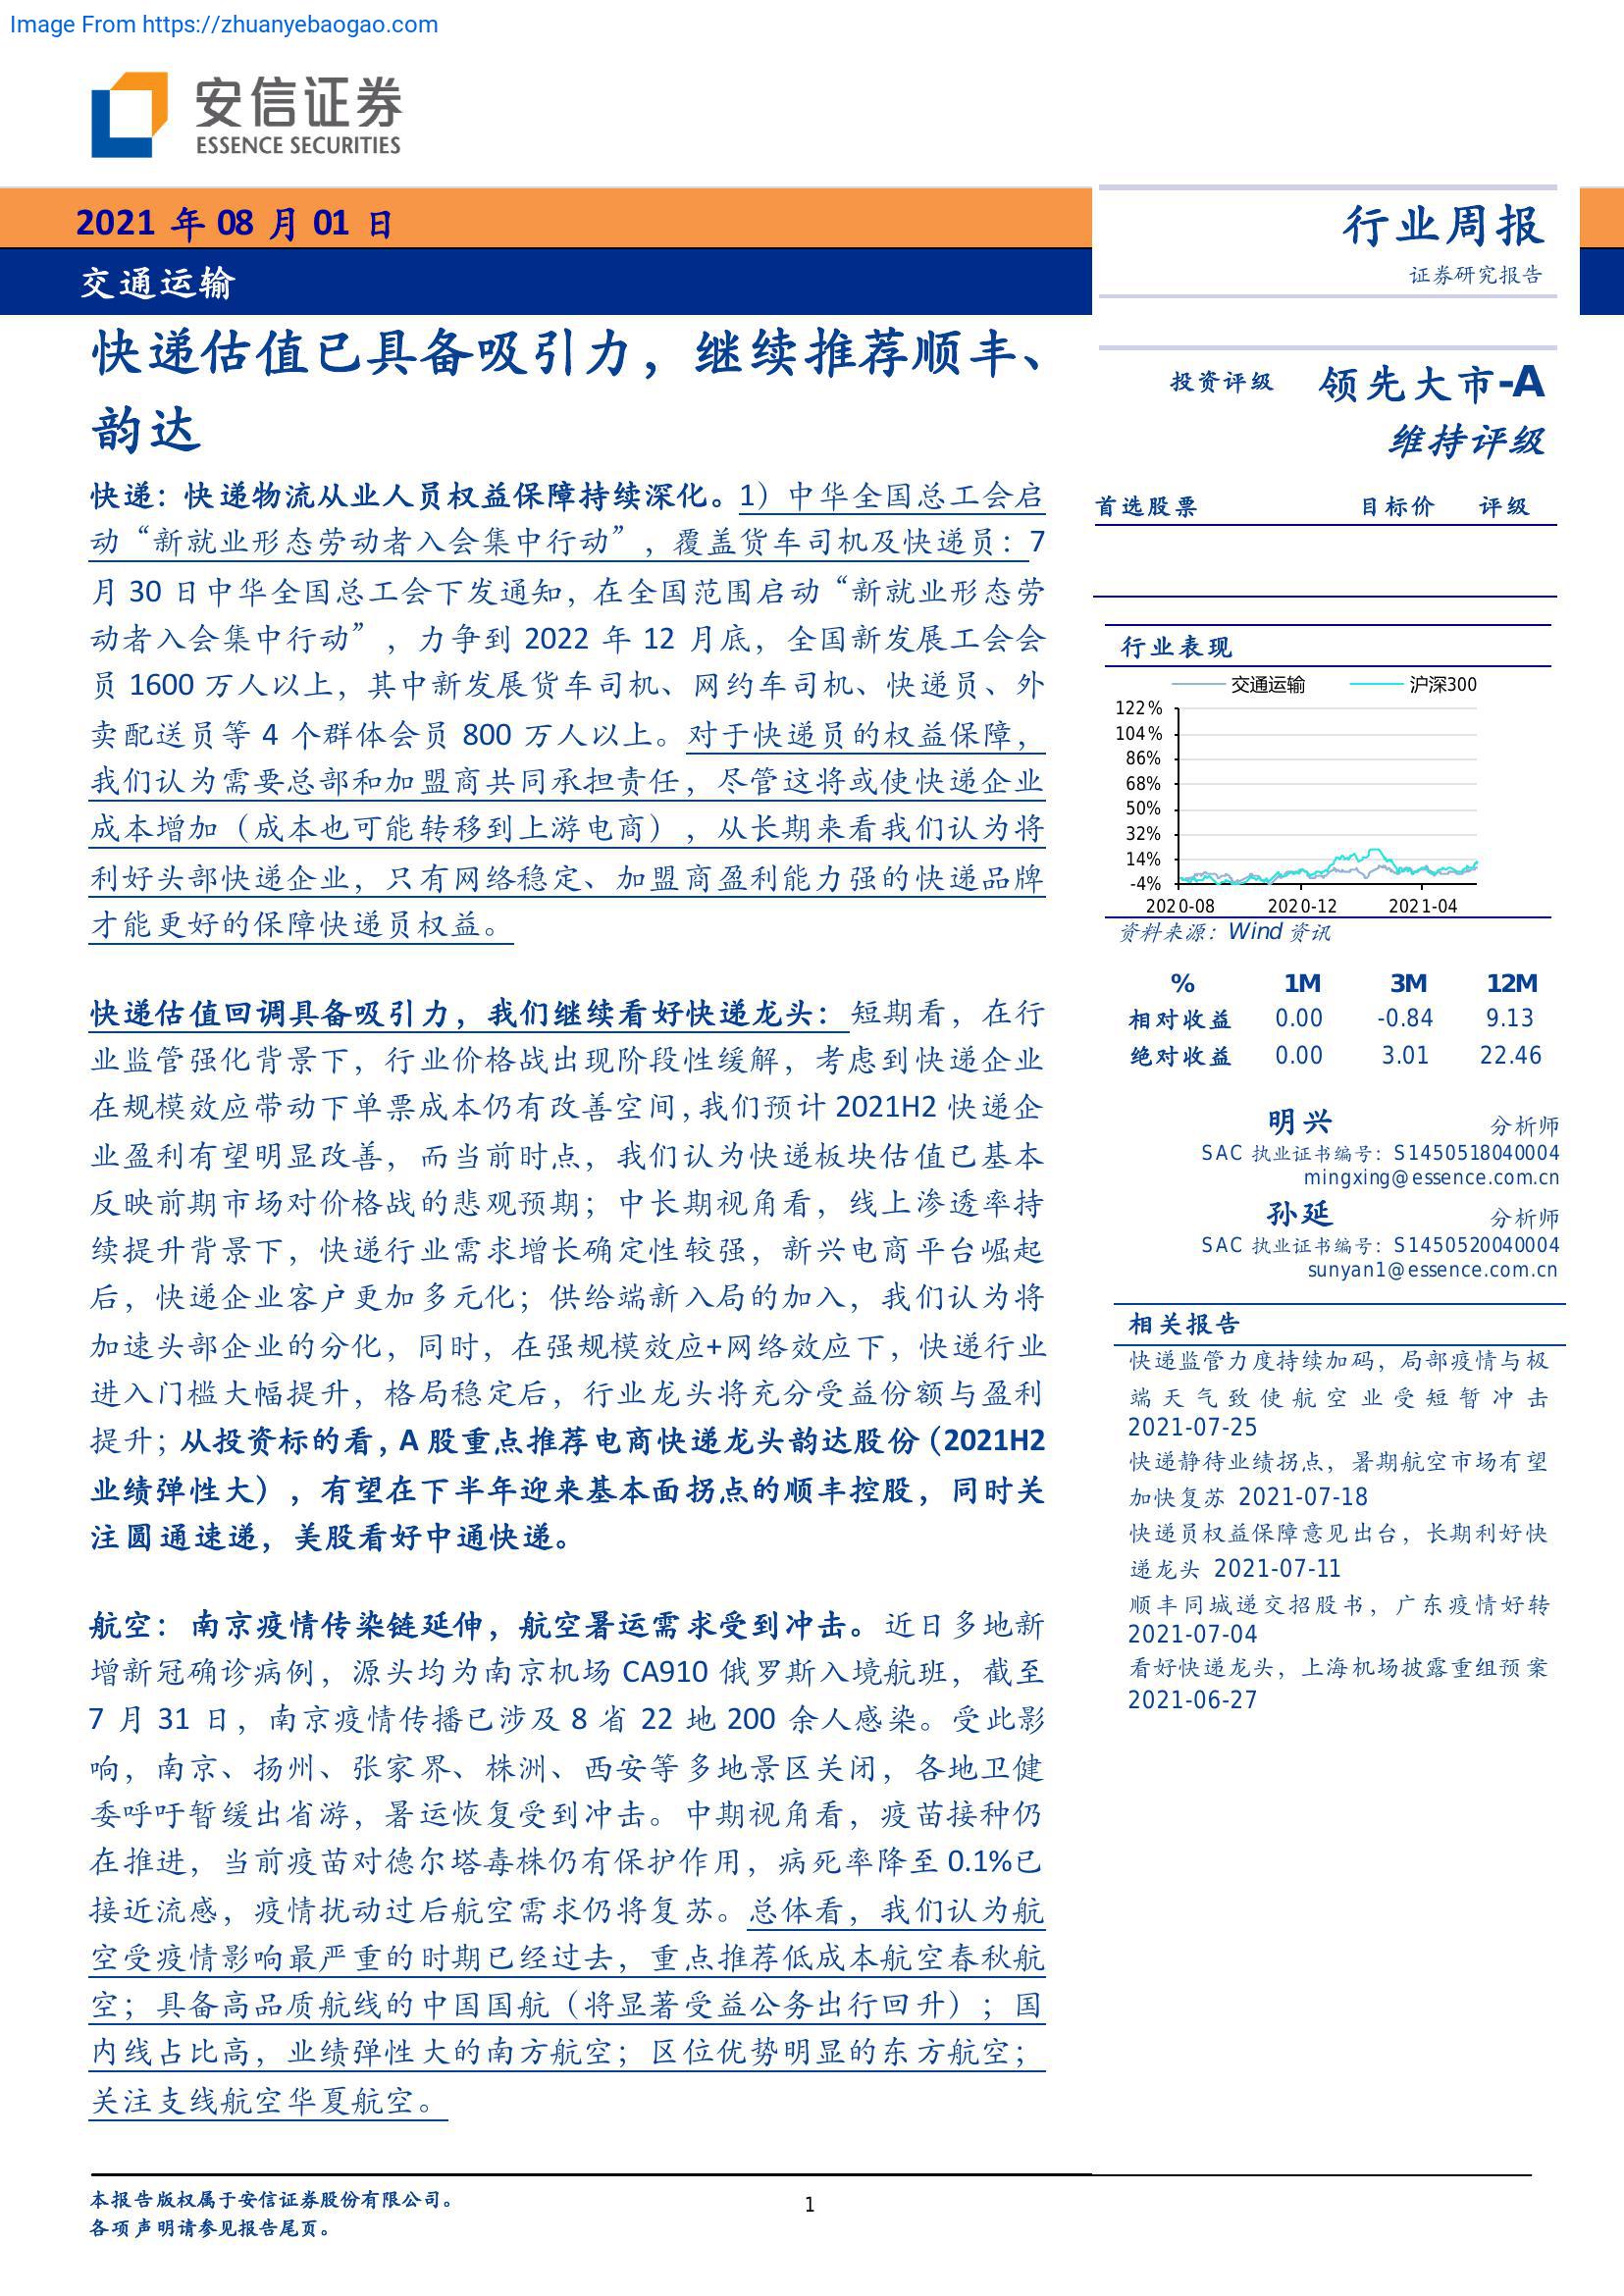 Image From https://zhuanyebaogao.com
安信证券
ESSENCE SECURITIES
2021 年 08 月 01 日
交通运输
快递估值已具备吸引力，继续推荐顺丰、
韵达
快递：快递物流从业人员权益保障持续深化。1）中华全国总工会启
动“新就业形态劳动者入会集中行动”，覆盖货车司机及快递员：7
月 30 日中华全国总工会下发通知，在全国范围启动“新就业形态劳
动者入会集中行动”，力争到 2022 年 12 月底，全国新发展工会会
员 1600 万人以上，其中新发展货车司机、网约车司机、快递员、外
卖配送员等 4 个群体会员 800 万人以上。对于快递员的权益保障，
我们认为需要总部和加盟商共同承担责任，尽管这将或使快递企业
成本增加（成本也可能转移到上游电商），从长期来看我们认为将
利好头部快递企业，只有网络稳定、加盟商盈利能力强的快递品牌
才能更好的保障快递员权益。
快递估值回调具备吸引力，我们继续看好快递龙头：短期看，在行
业监管强化背景下，行业价格战出现阶段性缓解，考虑到快递企业
在规模效应带动下单票成本仍有改善空间，我们预计 2021H2 快递企
业盈利有望明显改善，而当前时点，我们认为快递板块估值已基本
反映前期市场对价格战的悲观预期；中长期视角看，线上渗透率持
续提升背景下，快递行业需求增长确定性较强，新兴电商平台崛起
后，快递企业客户更加多元化；供给端新入局的加入，我们认为将
加速头部企业的分化，同时，在强规模效应+网络效应下，快递行业
进入门槛大幅提升，格局稳定后，行业龙头将充分受益份额与盈利
提升；从投资标的看，A 股重点推荐电商快递龙头韵达股份（2021H2
业绩弹性大），有望在下半年迎来基本面拐点的顺丰控股，同时关
注圆通速递，美股看好中通快递。
航空：南京疫情传染链延伸，航空暑运需求受到冲击。近日多地新
增新冠确诊病例，源头均为南京机场 CA910 俄罗斯入境航班，截至
7 月 31 日，南京疫情传播已涉及 8 省 22 地 200 余人感染。受此影
响，南京、扬州、张家界、株洲、西安等多地景区关闭，各地卫健
委呼吁暂缓出省游，暑运恢复受到冲击。中期视角看，疫苗接种仍
在推进，当前疫苗对德尔塔毒株仍有保护作用，病死率降至 0.1%已
接近流感，疫情扰动过后航空需求仍将复苏。总体看，我们认为航
空受疫情影响最严重的时期已经过去，重点推荐低成本航空春秋航
空；具备高品质航线的中国国航（将显著受益公务出行回升）；国
内线占比高，业绩弹性大的南方航空；区位优势明显的东方航空；
关注支线航空华夏航空。
行业周报
证券研究报告
投资评级 领先大市-A
维持评级
首选股票 目标价 评级
行业表现
交通运输 沪深300
122%
104%
86%
68%
50%
32%
14%
-4%
2020-08 2020-12 2021-04
资料来源：Wind 资讯
% 1M 3M 12M
相对收益 0.00 -0.84 9.13
绝对收益 0.00 3.01 22.46
明兴 分析师
SAC 执业证书编号：S1450518040004
mingxing@essence.com.cn
孙延 分析师
SAC 执业证书编号：S1450520040004
sunyan1@essence.com.cn
相关报告
快递监管力度持续加码，局部疫情与极
端天气致使航空业受短暂冲击
2021-07-25
快递静待业绩拐点，暑期航空市场有望
加快复苏 2021-07-18
快递员权益保障意见出台，长期利好快
递龙头 2021-07-11
顺丰同城递交招股书，广东疫情好转
2021-07-04
看好快递龙头，上海机场披露重组预案
2021-06-27
本报告版权属于安信证券股份有限公司。
各项声明请参见报告尾页。
1